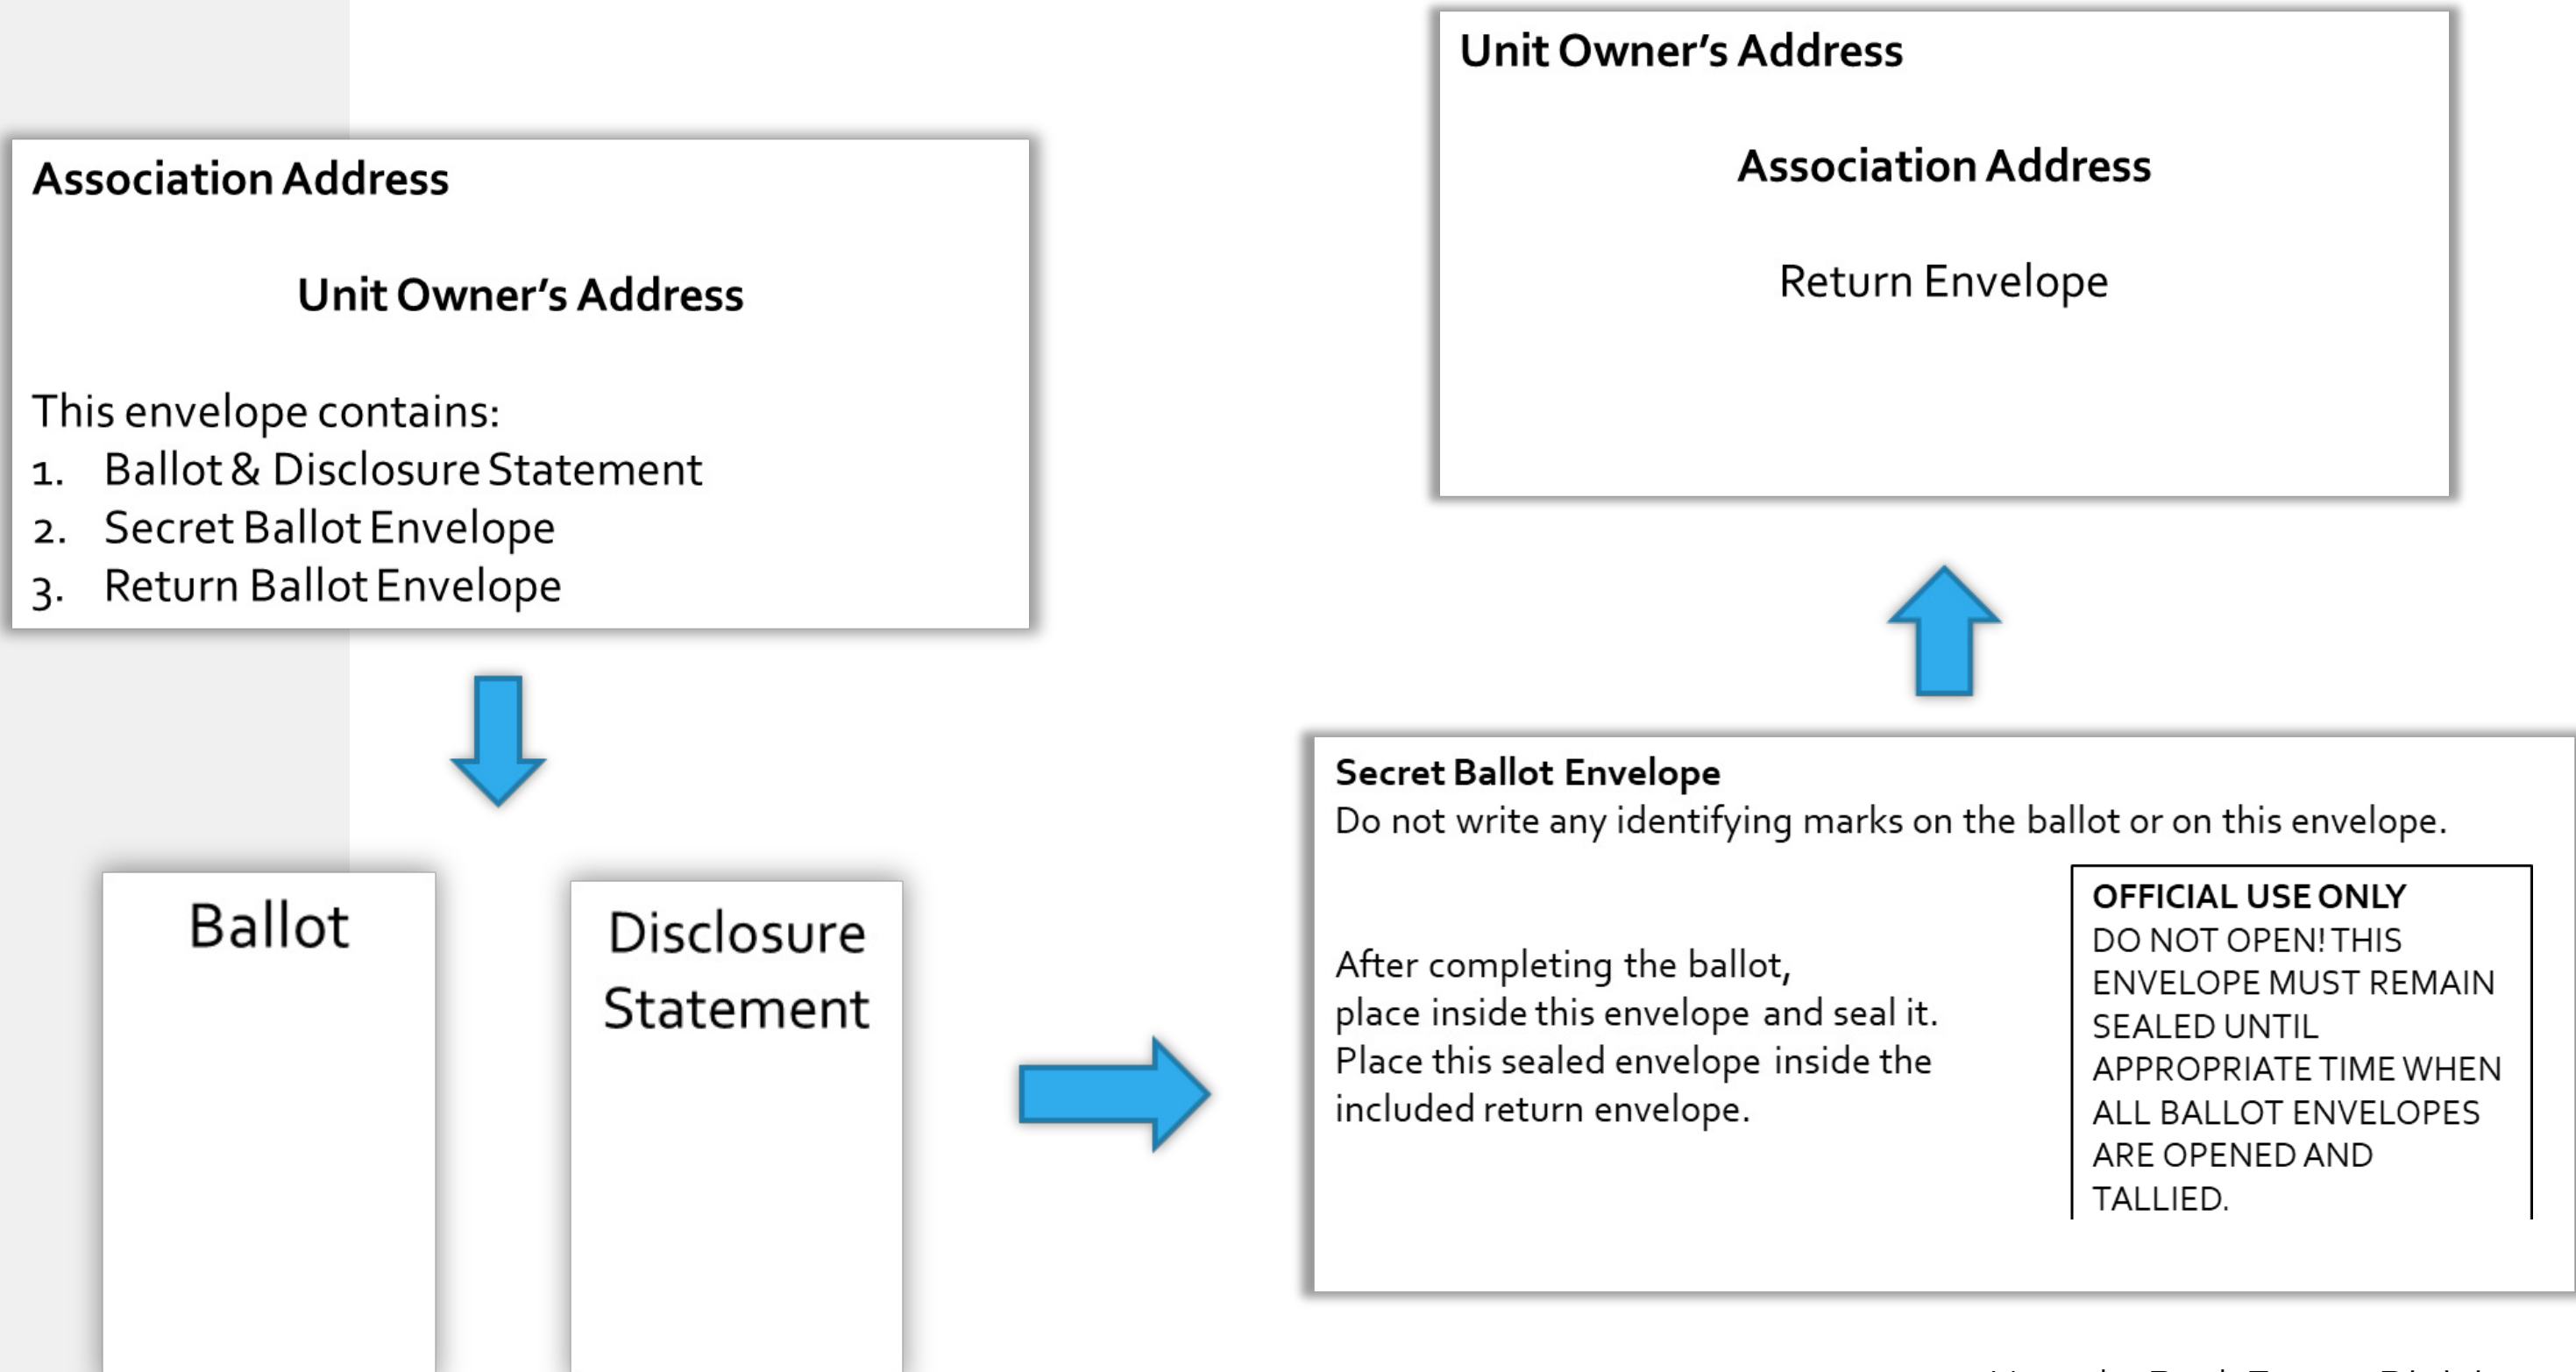 Association Address
Unit Owner’s Address
This envelope contains:
1. Ballot & Disclosure Statement
2. Secret Ballot Envelope
3. Return Ballot Envelope
Ballot
Disclosure
Statement
Unit Owner’s Address
Association Address
Return Envelope
Secret Ballot Envelope
Do not write any identifying marks on the ballot or on this envelope.
After completing the ballot,
place inside this envelope and seal it.
Place this sealed envelope inside the
included return envelope.
OFFICIAL USE ONLY
DO NOT OPEN! THIS
ENVELOPE MUST REMAIN
SEALED UNTIL
APPROPRIATE TIME WHEN
ALL BALLOT ENVELOPES
ARE OPENED AND
TALLIED.